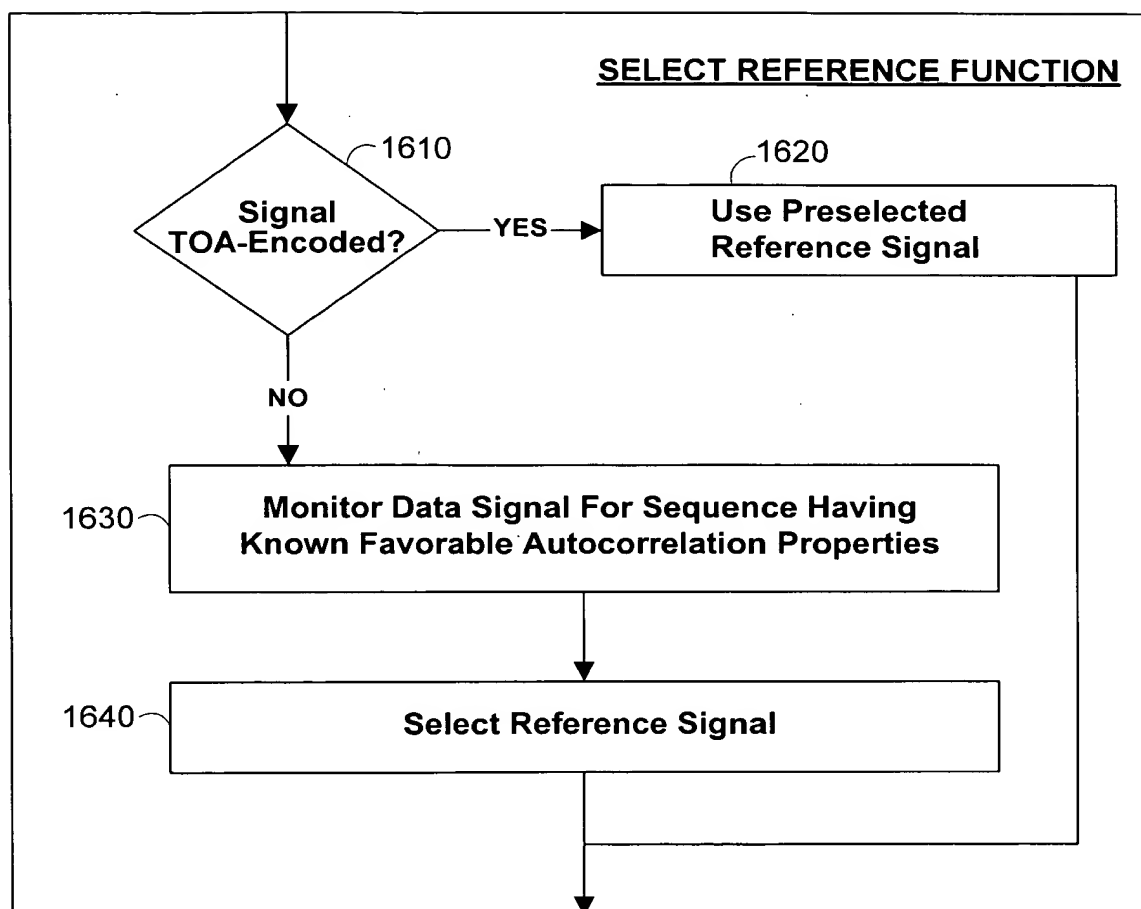 SELECT REFERENCE FUNCTION
1610
Signal
TOA-Encoded?
YES
1620
Use Preselected
Reference Signal
NO
1630
Monitor Data Signal For Sequence Having
Known Favorable Autocorrelation Properties
1640
Select Reference Signal